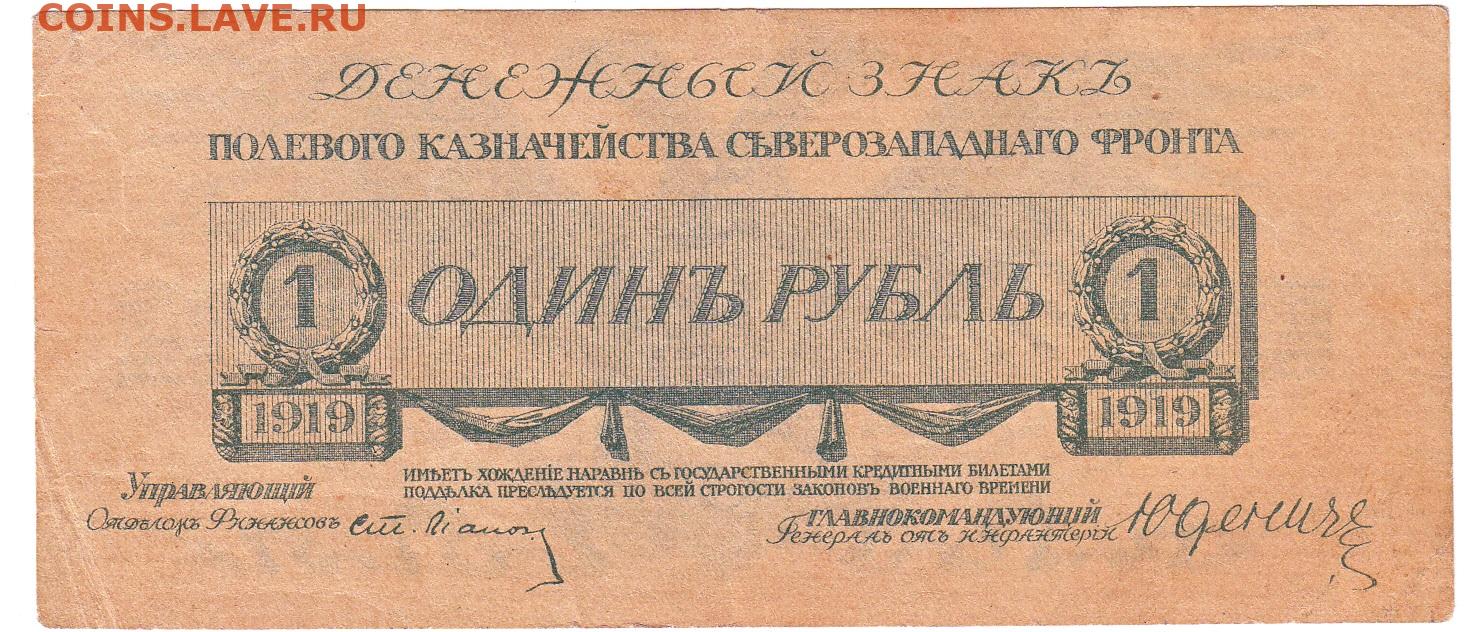 COINS.LAVE.RU
ДЕНЕЖНЫЙ ЗНАКЪ
ПОЛЕВОГО КАЗНАЧЕЙСТВА СѢВЕРОЗАПАДНАГО ФРОНТА
1 ОДИНЪ РУБЛЬ 1
1919 1919
ИМѢЕТЪ ХОЖДЕНІЕ НАРАВНѢ СЪ ГОСУДАРСТВЕННЫМИ КРЕДИТНЫМИ БИЛЕТАМИ
ПОДДѢЛКА ПРЕСЛѢДУЕТСЯ ПО ВСЕЙ СТРОГОСТИ ЗАКОНОВЪ ВОЕННАГО ВРЕМЕНИ
УПРАВЛЯЮЩІЙ
ОТДѢЛОМЪ ФИНАНСОВЪ
ГЛАВНОКОМАНДУЮЩІЙ Юденич
ГЕНЕРАЛЪ ОТЪ ИНФАНТЕРІИ